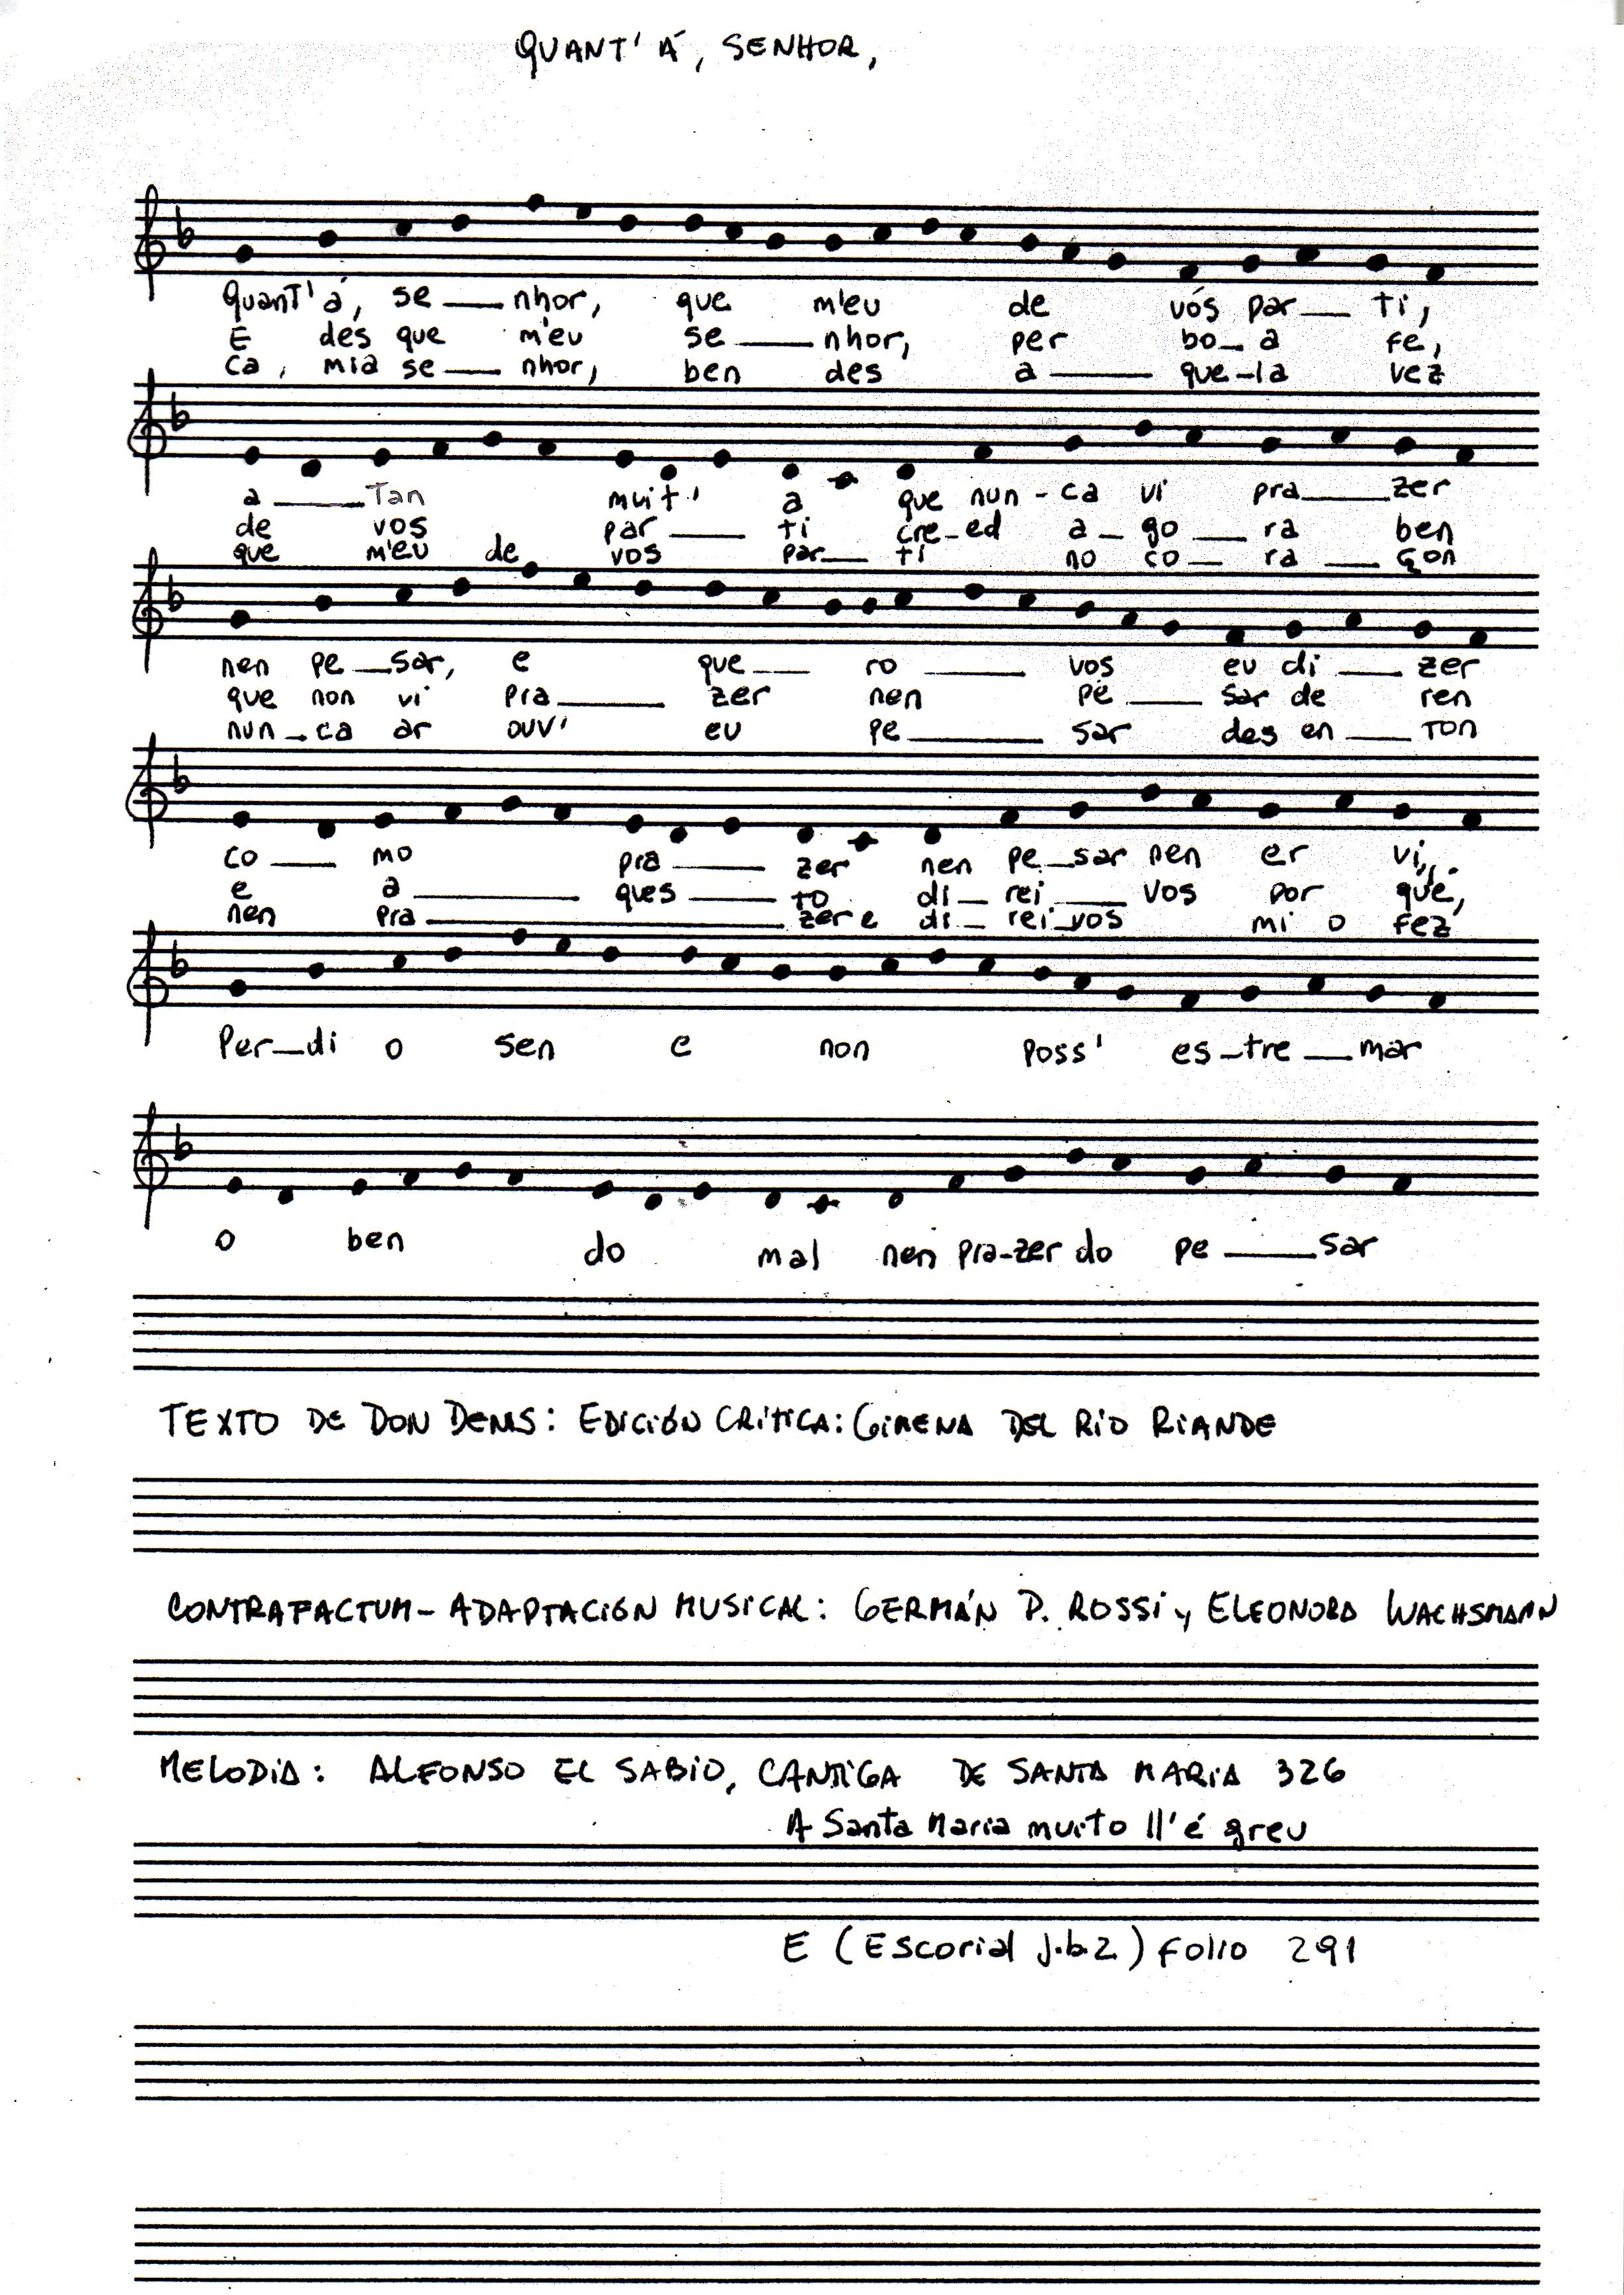 QUANT' Á, SENHOR,
Quant' á, se — nhor, que m'eu de vós par — ti,
E des que m'eu se — nhor, per bo — a fe,
Ca, mia se — nhor, ben des a — que-la vez
a — tan muit' a que nun - ca vi pra — zer
de vos par — ti cre - ed a - go — ra ben
que m'eu de vos par — ti no co — ra — çon
nen pe — sar, e que — ro — vos eu di — zer
que non vi pra — zer nen pe — sar de ren
nun - ca ar ouv' eu pe — sar des en — ton
co — mo pra — zer nen pe — sar nen er vi,
e a — ques — to di — rei — vos por qué,
nen pra — zer e di — rei - vos mi o fez
Per — di o sen e non poss' es - tre — mar
o ben do mal nen pra-zer do pe — sar
TEXTO DE DON DENIS: EDICIÓN CRÍTICA: GIMENA DEL RIO RIANDE
CONTRAFACTUM - ADAPTACIÓN MUSICAL: GERMÁN P. ROSSI y ELEONORA WACHSMANN
MELODIA: ALFONSO EL SABIO, CANTIGA DE SANTA MARIA 326
A Santa Maria muito ll' é greu
E (Escorial j.b.2) folio 291